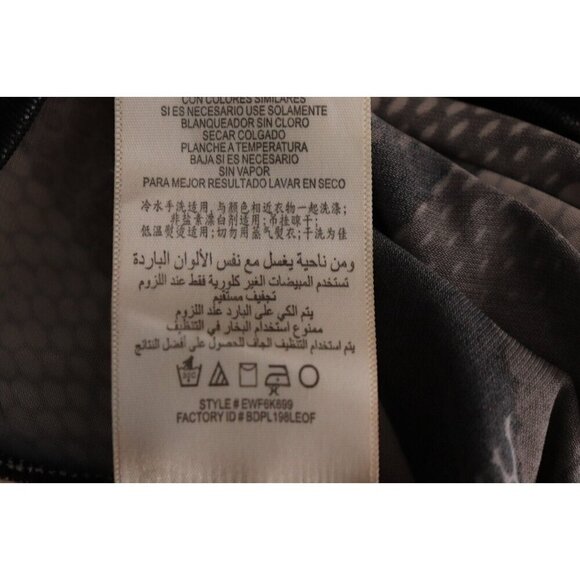 CON COLORES SIMILARES
SI ES NECESARIO USE SOLAMENTE
BLANQUEADOR SIN CLORO
SECAR COLGADO
PLANCHE A TEMPERATURA
BAJA SI ES NECESARIO
SIN VAPOR
PARA MEJOR RESULTADO LAVAR EN SECO
冷水手洗适用，与颜色相近衣物一起洗涤；
非盐素漂白剂适用；吊挂晾干；
低温熨烫适用；切勿用蒸气熨衣；干洗为佳
ومن ناحية يغسل مع نفس الألوان الباردة
تستخدم المبيضات الغير كلورية فقط عند اللزوم
تجفيف مستقيم
يتم الكي على البارد عند اللزوم
ممنوع استخدام البخار في التنظيف
يتم إستخدام التنظيف الجاف للحصول على أفضل النتائج
30C
STYLE # EWF6K699
FACTORY ID # BDPL198LEOF